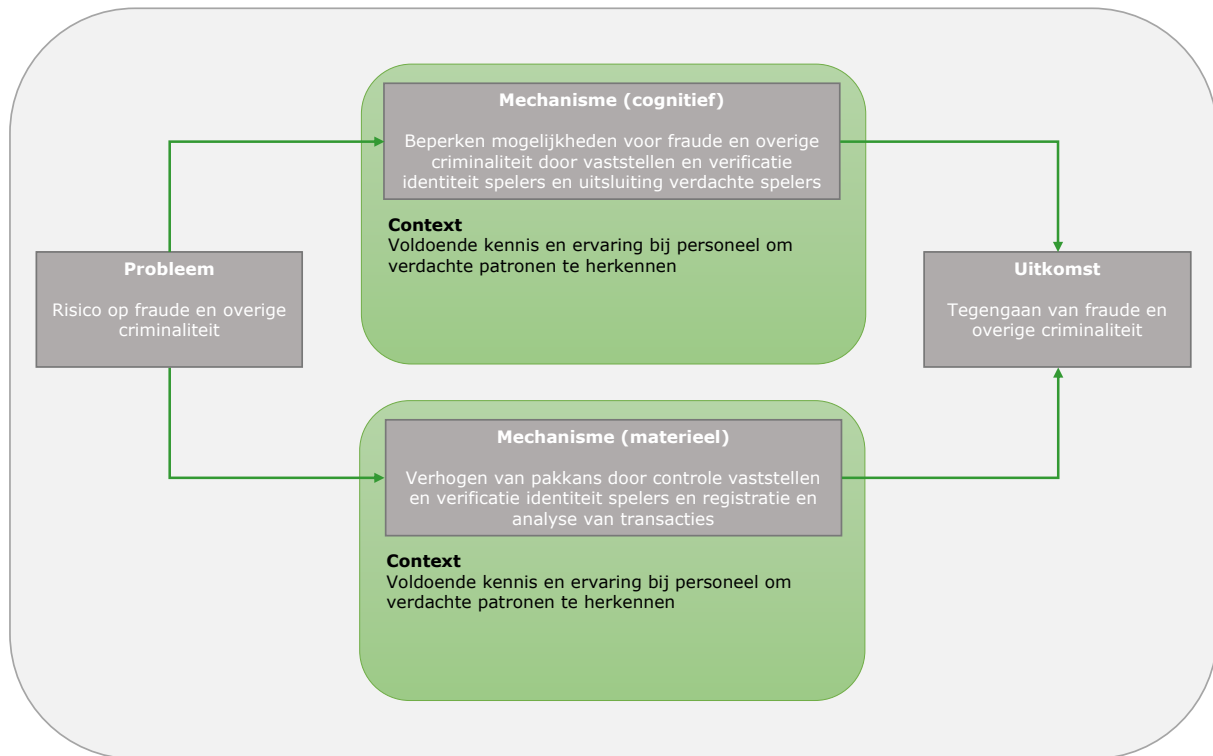 Mechanisme (cognitief)
Beperken mogelijkheden voor fraude en overige
criminaliteit door vaststellen en verificatie
identiteit spelers en uitsluiting verdachte spelers
Context
Voldoende kennis en ervaring bij personeel om
verdachte patronen te herkennen
Probleem
Risico op fraude en overige
criminaliteit
Uitkomst
Tegengaan van fraude en
overige criminaliteit
Mechanisme (materieel)
Verhogen van pakkans door controle vaststellen
en verificatie identiteit spelers en registratie en
analyse van transacties
Context
Voldoende kennis en ervaring bij personeel om
verdachte patronen te herkennen